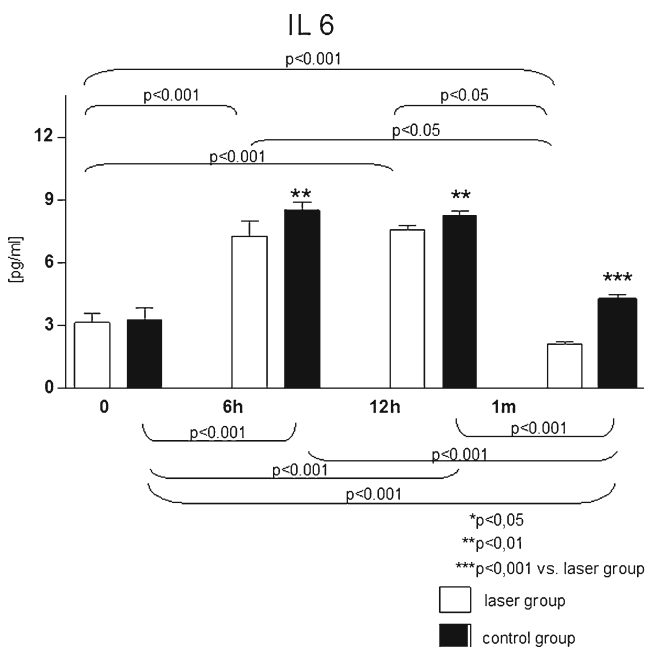 IL 6
p<0.001
p<0.001
p<0.05
12
p<0.05
p<0.001
9
**
**
[pg/ml]
6
***
3
0
0 6h 12h 1m
p<0.001
p<0.001
p<0.001
p<0.001
p<0.001
*p<0,05
**p<0,01
***p<0,001 vs. laser group
laser group
control group